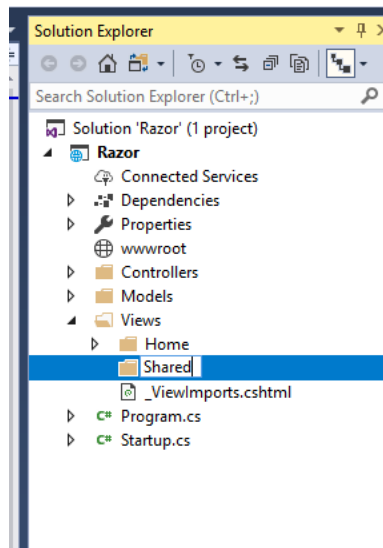 Solution Explorer
Search Solution Explorer (Ctrl+;)
Solution 'Razor' (1 project)
Razor
Connected Services
Dependencies
Properties
wwwroot
Controllers
Models
Views
Home
Shared
_ViewImports.cshtml
C# Program.cs
C# Startup.cs